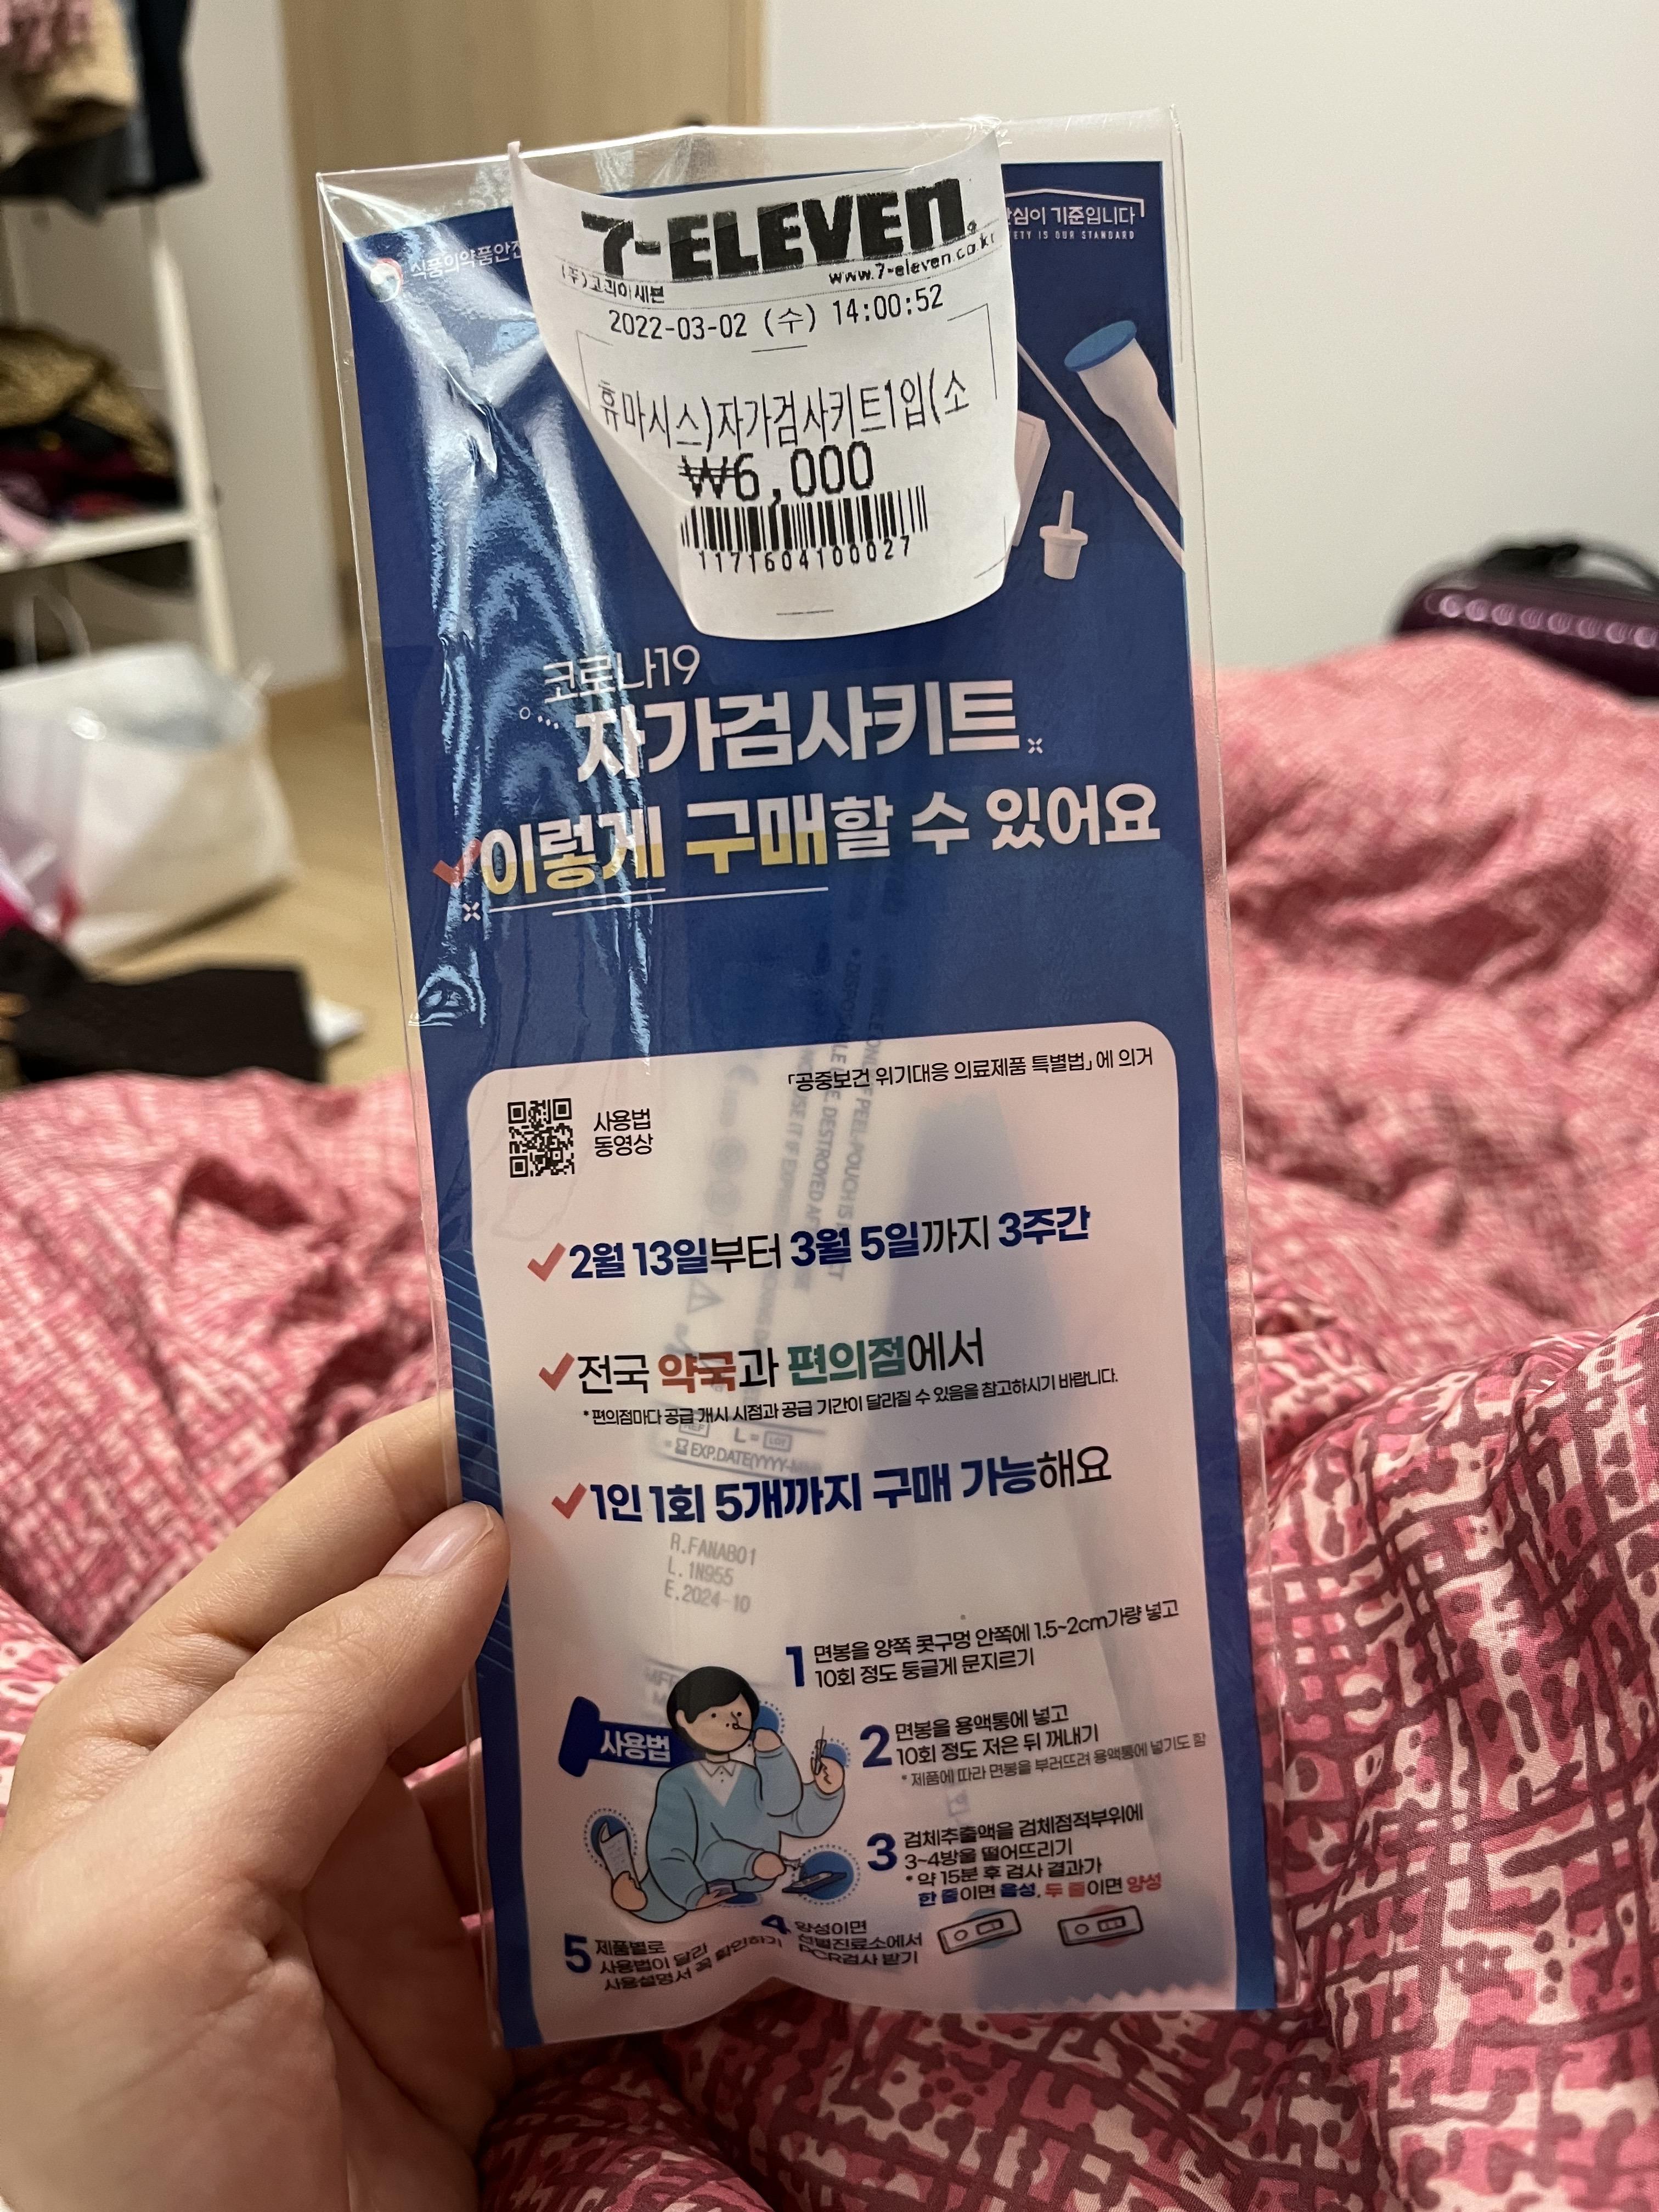 식품의약품안전
안심이 기준입니다
SAFETY IS OUR STANDARD
7-ELEVEn.
(주)코리아세븐
www.7-eleven.co.kr
2022-03-02 (수) 14:00:52
휴마시스)자가검사키트1입(소
₩6,000
1171604100027
코로나19
자가검사키트
이렇게 구매할 수 있어요
「공중보건 위기대응 의료제품 특별법」에 의거
사용법
동영상
2월 13일부터 3월 5일까지 3주간
전국 약국과 편의점에서
* 편의점마다 공급 개시 시점과 공급 기간이 달라질 수 있음을 참고하시기 바랍니다.
L = LOT
EXP.DATE(YYYY-
1인 1회 5개까지 구매 가능해요
R.FANAB01
L.1N955
E.2024-10
사용법
1 면봉을 양쪽 콧구멍 안쪽에 1.5~2cm가량 넣고
10회 정도 둥글게 문지르기
2 면봉을 용액통에 넣고
10회 정도 저은 뒤 꺼내기
* 제품에 따라 면봉을 부러뜨려 용액통에 넣기도 함
3 검체추출액을 검체점적부위에
3~4방울 떨어뜨리기
* 약 15분 후 검사 결과가
한 줄이면 음성, 두 줄이면 양성
4 양성이면
선별진료소에서
PCR검사 받기
5 제품별로
사용법이 달라
사용설명서 꼭 확인하기